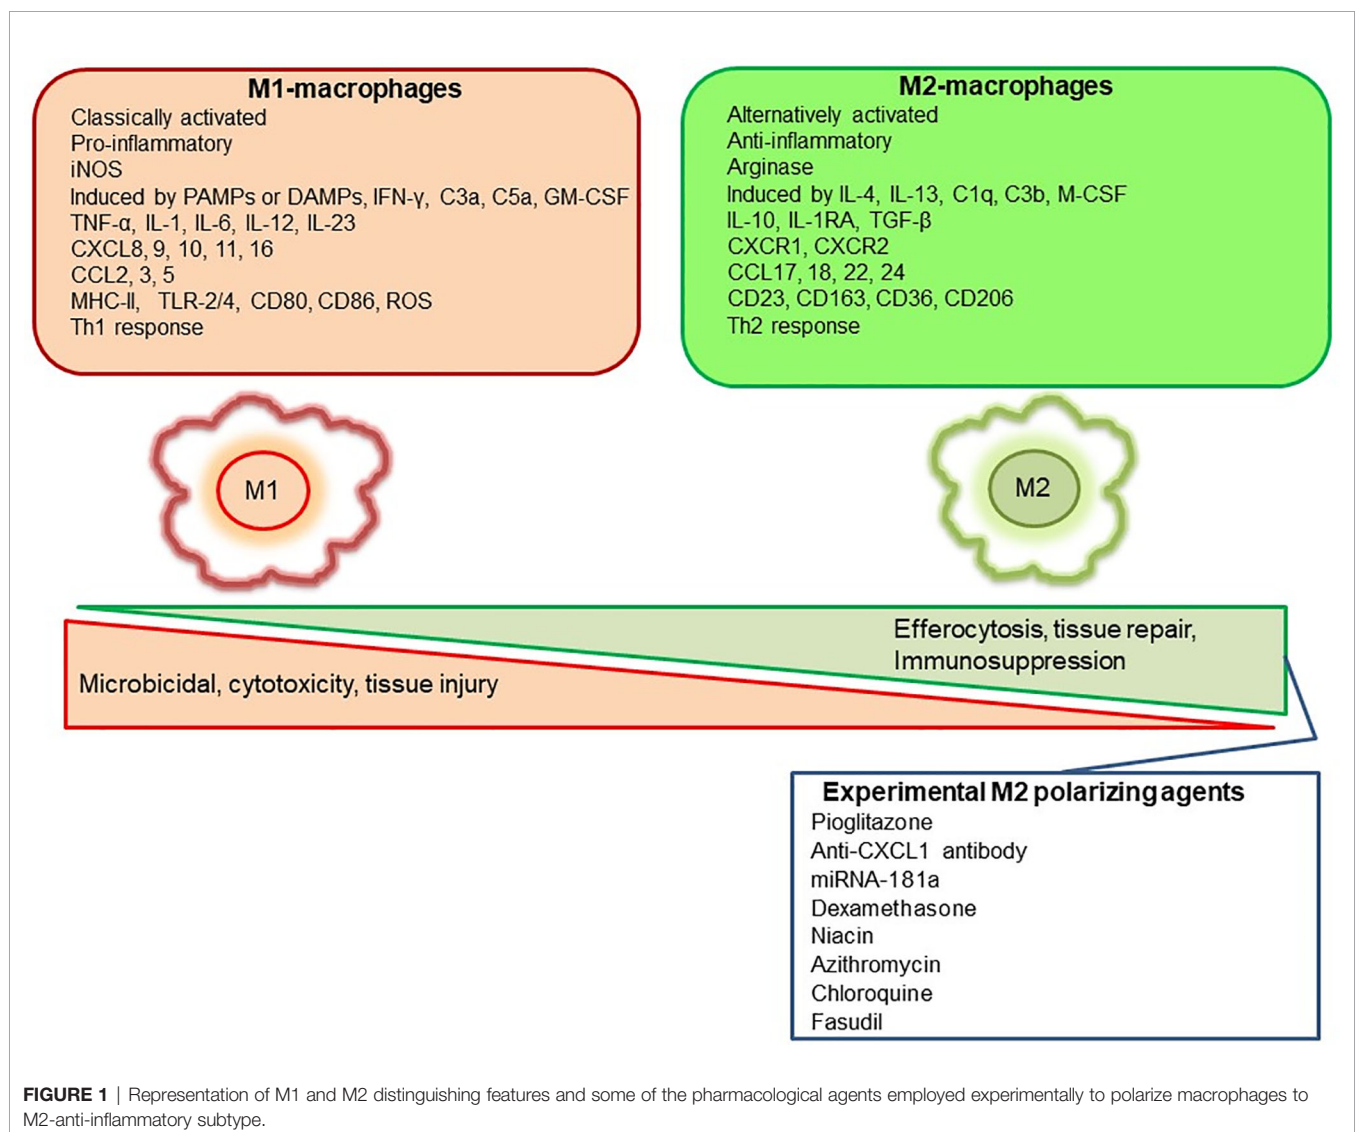 M1-macrophages
Classically activated
Pro-inflammatory
iNOS
Induced by PAMPs or DAMPs, IFN-γ, C3a, C5a, GM-CSF
TNF-α, IL-1, IL-6, IL-12, IL-23
CXCL8, 9, 10, 11, 16
CCL2, 3, 5
MHC-II, TLR-2/4, CD80, CD86, ROS
Th1 response
M2-macrophages
Alternatively activated
Anti-inflammatory
Arginase
Induced by IL-4, IL-13, C1q, C3b, M-CSF
IL-10, IL-1RA, TGF-β
CXCR1, CXCR2
CCL17, 18, 22, 24
CD23, CD163, CD36, CD206
Th2 response
M1
M2
Efferocytosis, tissue repair,
Immunosuppression
Microbicidal, cytotoxicity, tissue injury
Experimental M2 polarizing agents
Pioglitazone
Anti-CXCL1 antibody
miRNA-181a
Dexamethasone
Niacin
Azithromycin
Chloroquine
Fasudil
FIGURE 1 | Representation of M1 and M2 distinguishing features and some of the pharmacological agents employed experimentally to polarize macrophages to
M2-anti-inflammatory subtype.